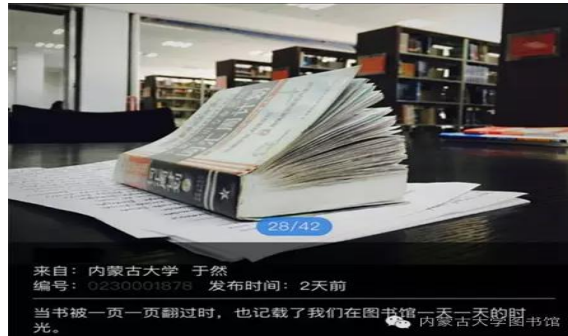 28/42
来自：内蒙古大学 于然
编号：0230001878 发布时间：2天前
当书被一页一页翻过时，也记载了我们在图书馆一天一天的时
光。
内蒙古大学图书馆